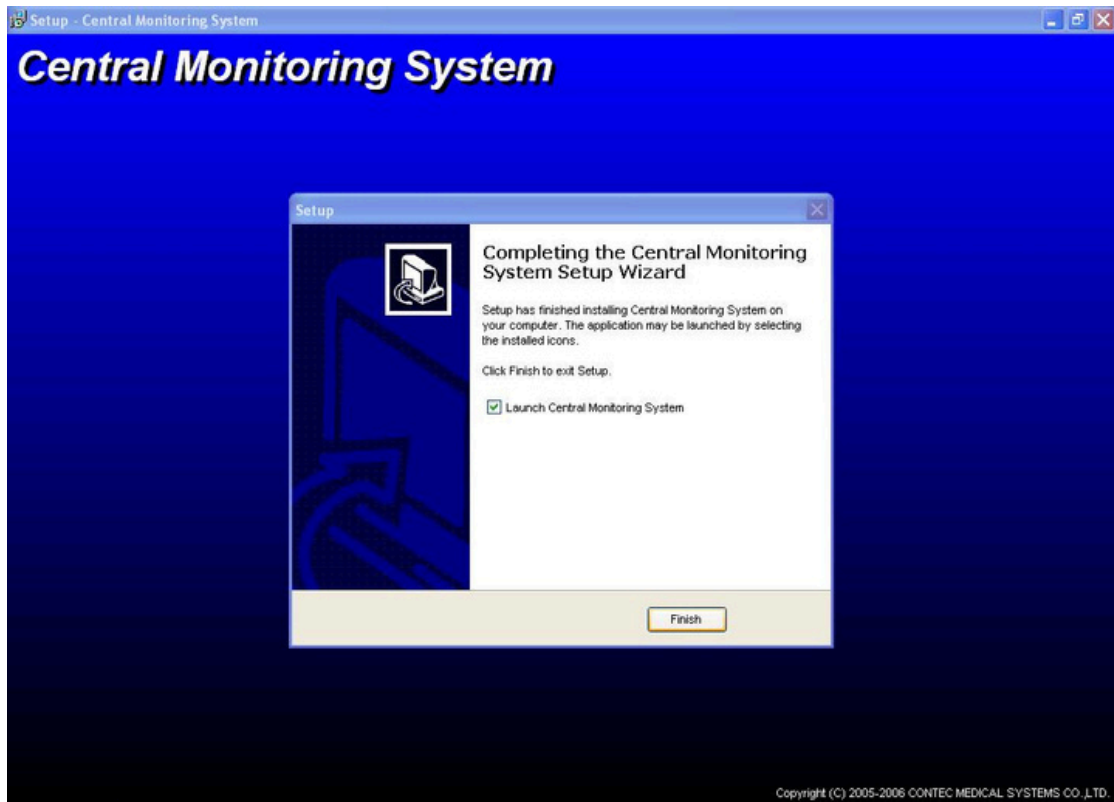 Setup - Central Monitoring System
Central Monitoring System
Setup
Completing the Central Monitoring
System Setup Wizard
Setup has finished installing Central Monitoring System on
your computer. The application may be launched by selecting
the installed icons.
Click Finish to exit Setup.
Launch Central Monitoring System
Finish
Copyright (C) 2005-2006 CONTEC MEDICAL SYSTEMS CO.,LTD.